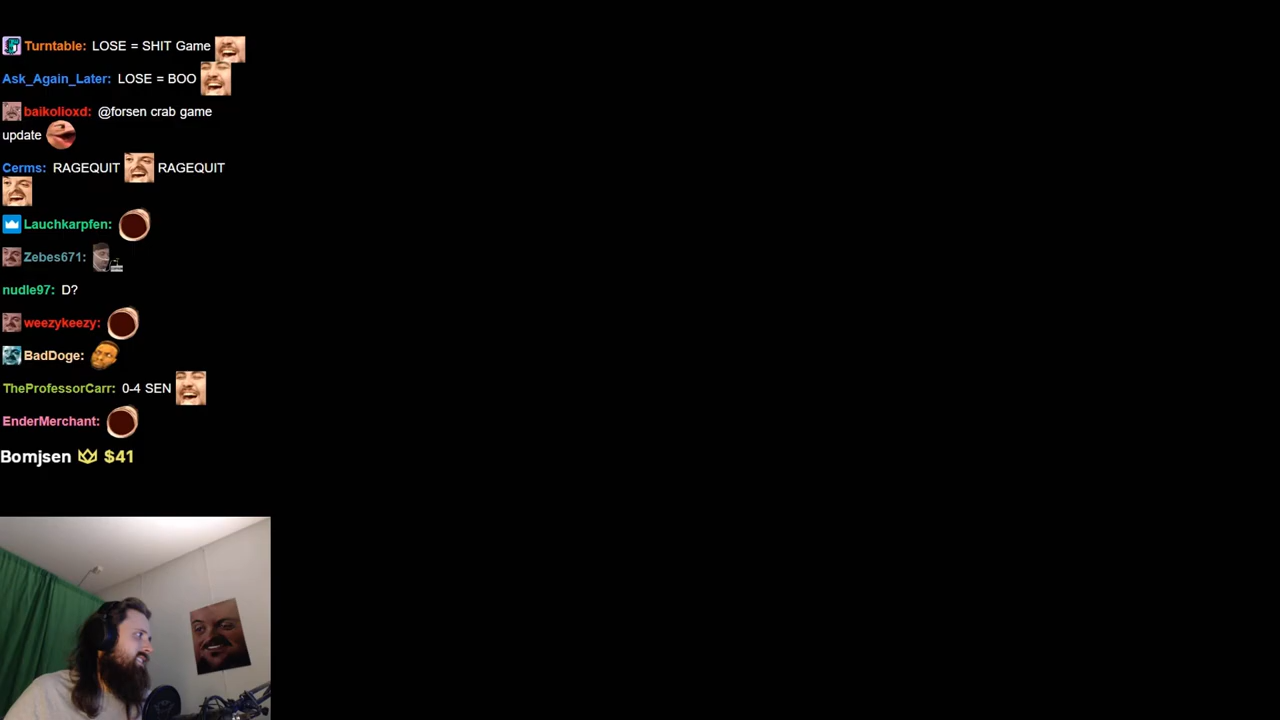 Turntable: LOSE = SHIT Game
Ask_Again_Later: LOSE = BOO
baikolioxd: @forsen crab game
update
Cerms: RAGEQUIT RAGEQUIT
Lauchkarpfen:
Zebes671:
nudle97: D?
weezykeezy:
BadDoge:
TheProfessorCarr: 0-4 SEN
EnderMerchant:
Bomjsen $41